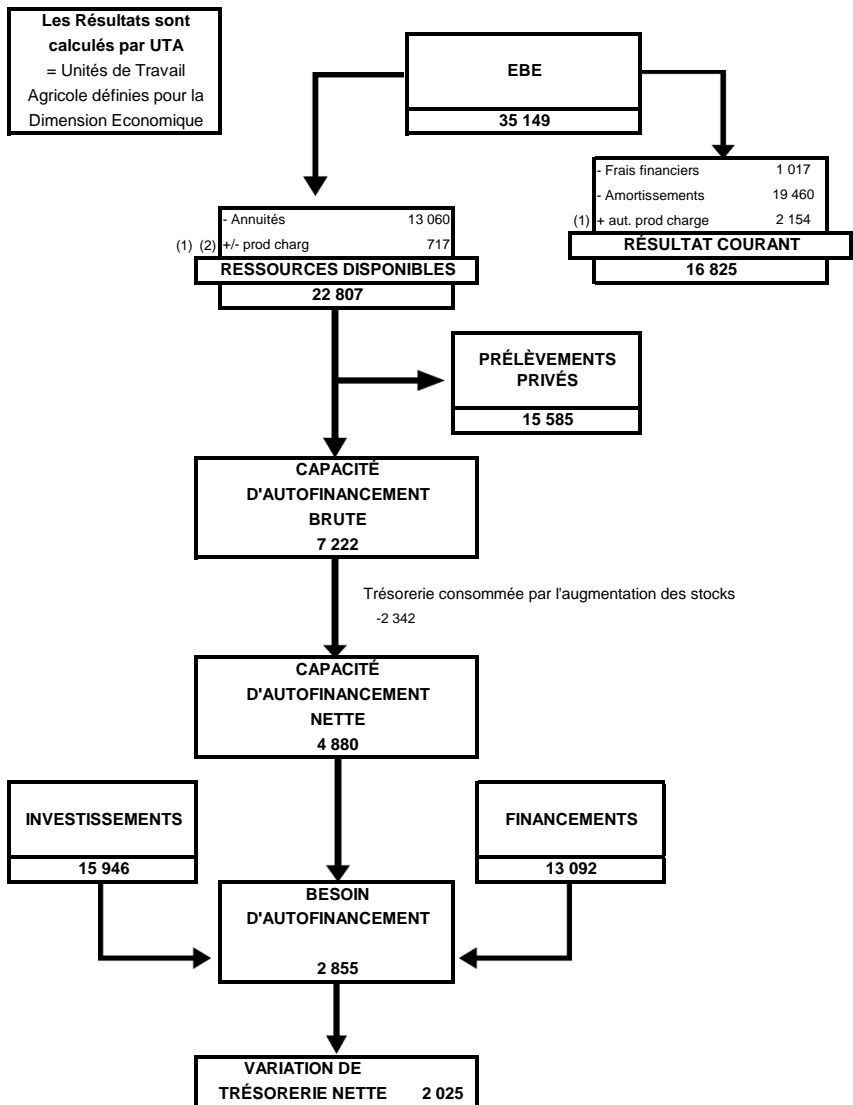 Les Résultats sont
calculés par UTA
= Unités de Travail
Agricole définies pour la
Dimension Economique
EBE
35 149
- Frais financiers 1 017
- Amortissements 19 460
(1) + aut. prod charge 2 154
RÉSULTAT COURANT
16 825
- Annuités 13 060
(1) (2) +/- prod charg 717
RESSOURCES DISPONIBLES
22 807
PRÉLÈVEMENTS
PRIVÉS
15 585
CAPACITÉ
D'AUTOFINANCEMENT
BRUTE
7 222
Trésorerie consommée par l'augmentation des stocks
-2 342
CAPACITÉ
D'AUTOFINANCEMENT
NETTE
4 880
INVESTISSEMENTS
15 946
FINANCEMENTS
13 092
BESOIN
D'AUTOFINANCEMENT
2 855
VARIATION DE
TRÉSORERIE NETTE 2 025